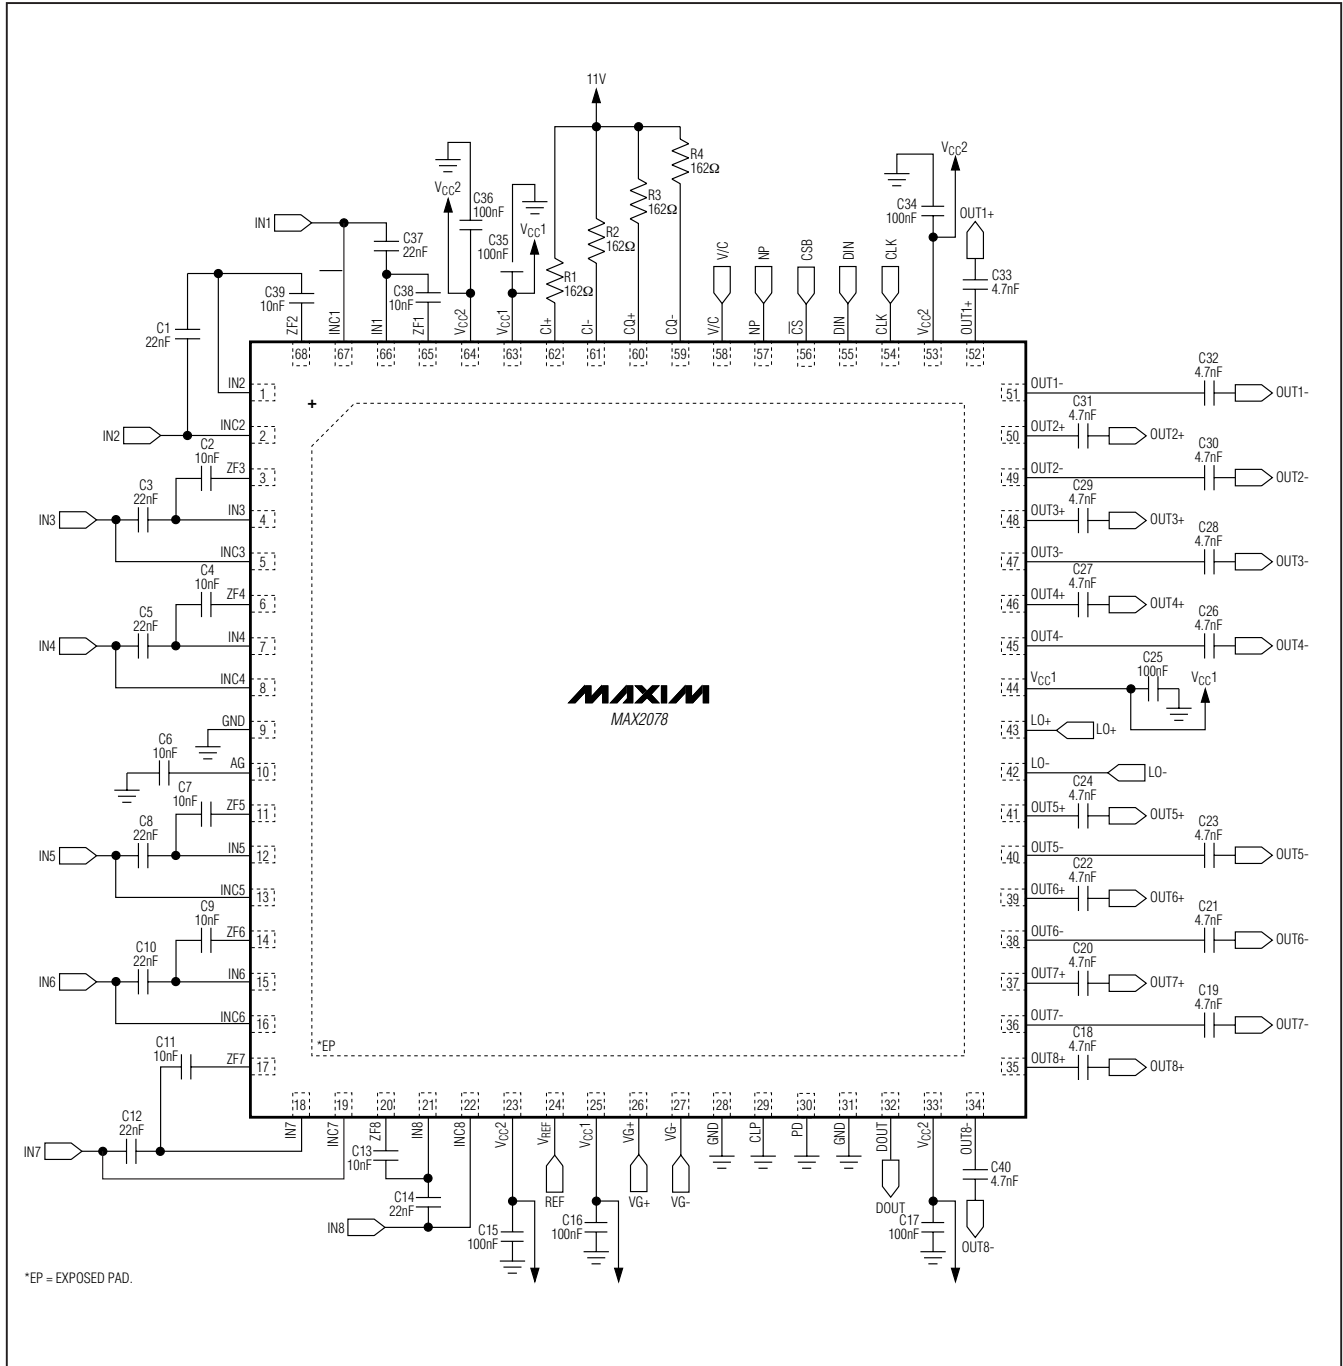 11V
R4
162Ω
R3
162Ω
R2
162Ω
R1
162Ω
VCC2
C36
100nF
C35
100nF
VCC1
VCC2
C34
100nF
OUT1+
C33
4.7nF
IN1
C37
22nF
C38
10nF
C39
10nF
C1
22nF
V/C
NP
CSB
DIN
CLK
ZF2
INC1
IN1
ZF1
VCC2
VCC1
CI+
CI-
CQ+
CQ-
V/C
NP
CS
DIN
CLK
VCC2
OUT1+
68 67 66 65 64 63 62 61 60 59 58 57 56 55 54 53 52
IN2 1
IN2 INC2 2
C2
10nF
ZF3 3
C3
22nF
IN3 IN3 4
INC3 5
C4
10nF
ZF4 6
C5
22nF
IN4 IN4 7
INC4 8
GND 9
C6
10nF
AG 10
C7
10nF
ZF5 11
C8
22nF
IN5 IN5 12
INC5 13
C9
10nF
ZF6 14
C10
22nF
IN6 IN6 15
INC6 16
C11
10nF
ZF7 17
C12
22nF
IN7
+
MAXIM
MAX2078
*EP
51 OUT1- C32 4.7nF OUT1-
50 OUT2+ C31 4.7nF OUT2+
49 OUT2- C30 4.7nF OUT2-
48 OUT3+ C29 4.7nF OUT3+
47 OUT3- C28 4.7nF OUT3-
46 OUT4+ C27 4.7nF OUT4+
45 OUT4- C26 4.7nF OUT4-
44 VCC1 C25 100nF VCC1
43 LO+ LO+
42 LO- LO-
41 OUT5+ C24 4.7nF OUT5+
40 OUT5- C23 4.7nF OUT5-
39 OUT6+ C22 4.7nF OUT6+
38 OUT6- C21 4.7nF OUT6-
37 OUT7+ C20 4.7nF OUT7+
36 OUT7- C19 4.7nF OUT7-
35 OUT8+ C18 4.7nF OUT8+
18 19 20 21 22 23 24 25 26 27 28 29 30 31 32 33 34
IN7
INC7
ZF8
IN8
INC8
VCC2
VREF
VCC1
VG+
VG-
GND
CLP
PD
GND
DOUT
VCC2
OUT8-
C13
10nF
C14
22nF
IN8
C15
100nF
REF
C16
100nF
VG+
VG-
DOUT
C17
100nF
C40
4.7nF
OUT8-
*EP = EXPOSED PAD.